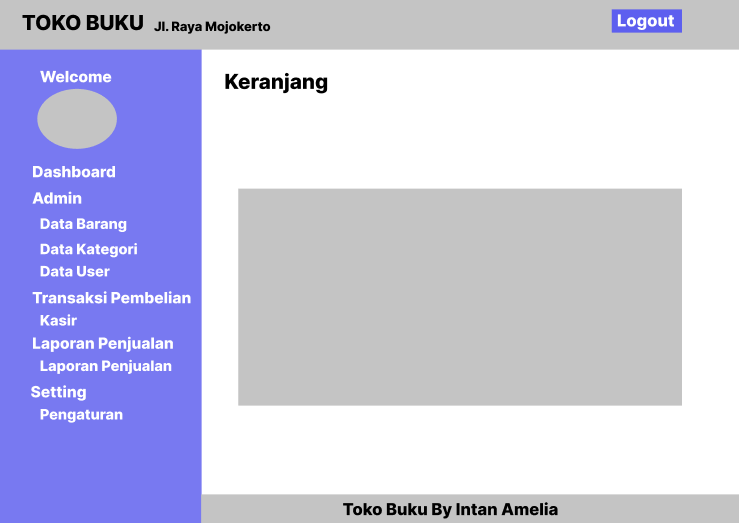 TOKO BUKU Jl. Raya Mojokerto
Logout
Welcome
Dashboard
Admin
Data Barang
Data Kategori
Data User
Transaksi Pembelian
Kasir
Laporan Penjualan
Laporan Penjualan
Setting
Pengaturan
Keranjang
Toko Buku By Intan Amelia